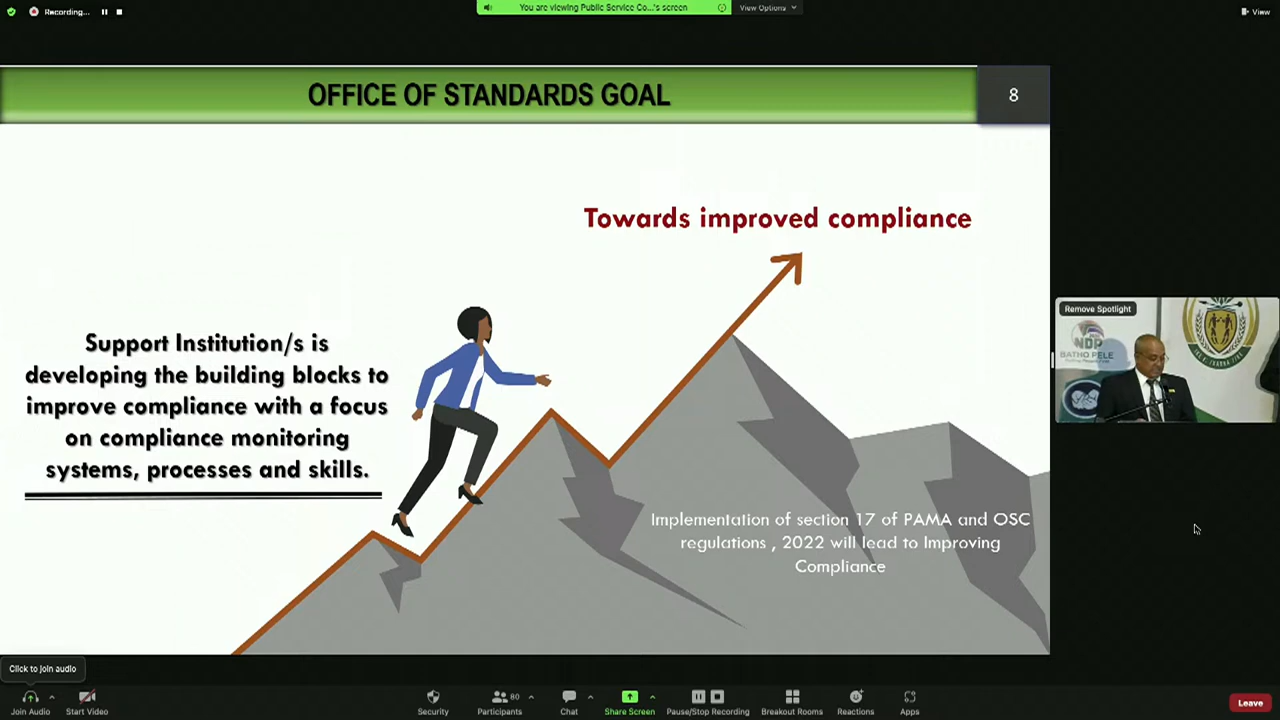 Recording...
You are viewing Public Service Co...'s screen
View Options
View
OFFICE OF STANDARDS GOAL
8
Towards improved compliance
Support Institution/s is
developing the building blocks to
improve compliance with a focus
on compliance monitoring
systems, processes and skills.
Implementation of section 17 of PAMA and OSC
regulations , 2022 will lead to Improving
Compliance
Remove Spotlight
NDP
BATHO PELE
Click to join audio
Join Audio
Start Video
Security
Participants
80
Chat
Share Screen
Pause/Stop Recording
Breakout Rooms
Reactions
Apps
Leave